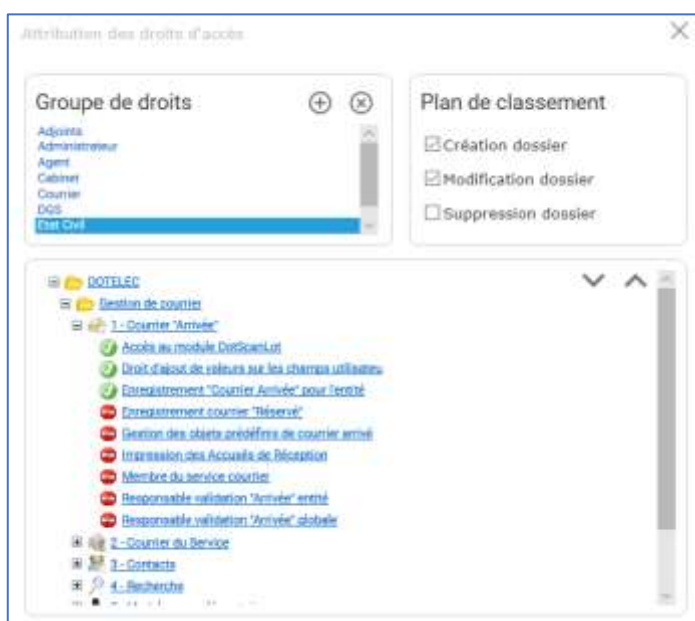 Attribution des droits d'accès
Groupe de droits
Adjoints
Administrateur
Agent
Cabinet
Courrier
DGS
Etat Civil
Plan de classement
Création dossier
Modification dossier
Suppression dossier
DOTELEC
Gestion de courrier
1 - Courrier "Arrivée"
Accès au module DotScanLot
Droit d'ajout de valeurs sur les champs utilisateu
Enregistrement "Courrier Arrivée" pour l'entité
Enregistrement courrier "Réservé"
Gestion des objets prédéfinis de courrier arrivé
Impression des Accusés de Réception
Membre du service courrier
Responsable validation "Arrivée" entité
Responsable validation "Arrivée" globale
2 - Courrier du Service
3 - Contacts
4 - Recherche